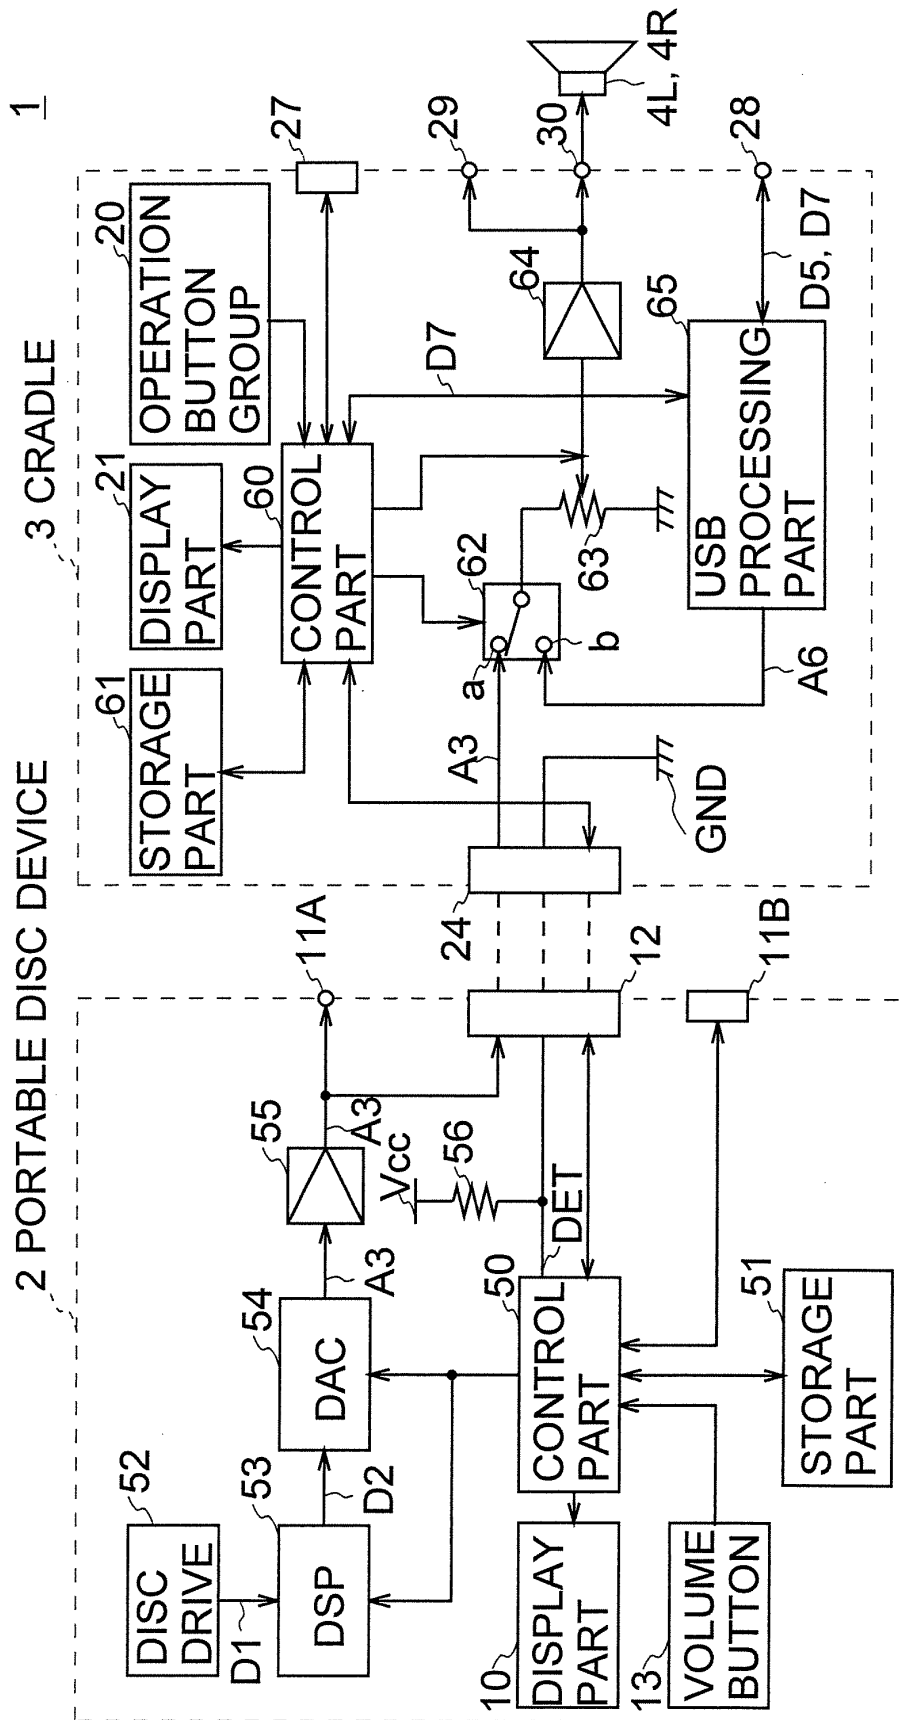 1
2 PORTABLE DISC DEVICE
3 CRADLE
52
DISC
DRIVE
D1
53
DSP
D2
54
DAC
A3
55
A3
11A
Vcc
56
DET
50
CONTROL
PART
10
DISPLAY
PART
13
VOLUME
BUTTON
51
STORAGE
PART
12
11B
24
61
STORAGE
PART
21
DISPLAY
PART
20
OPERATION
BUTTON
GROUP
27
60
CONTROL
PART
A3
a
62
b
63
GND
D7
64
29
30
4L, 4R
28
65
USB
PROCESSING
PART
A6
D5, D7